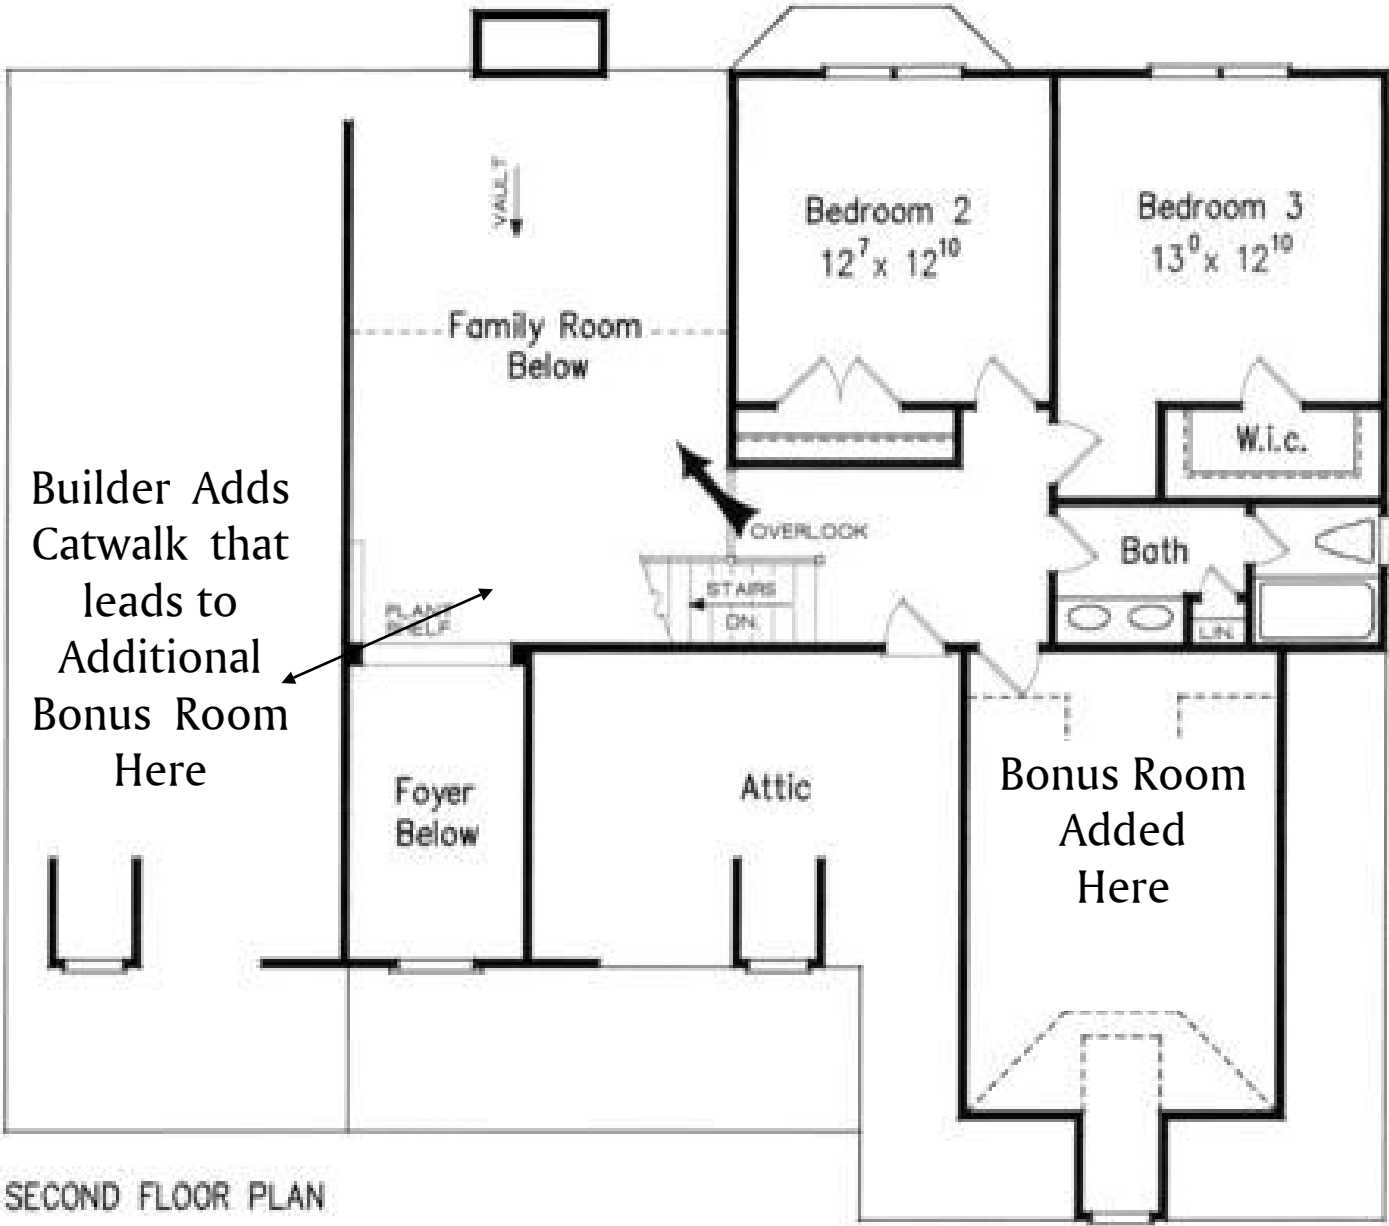 VAULT
Bedroom 2
12⁷ x 12¹⁰
Bedroom 3
13⁰ x 12¹⁰
Family Room
Below
W.i.c.
Builder Adds
Catwalk that
leads to
Additional
Bonus Room
Here
OVERLOOK
Bath
STAIRS
DN.
PLANT
SHELF
LIN.
Foyer
Below
Attic
Bonus Room
Added
Here
SECOND FLOOR PLAN